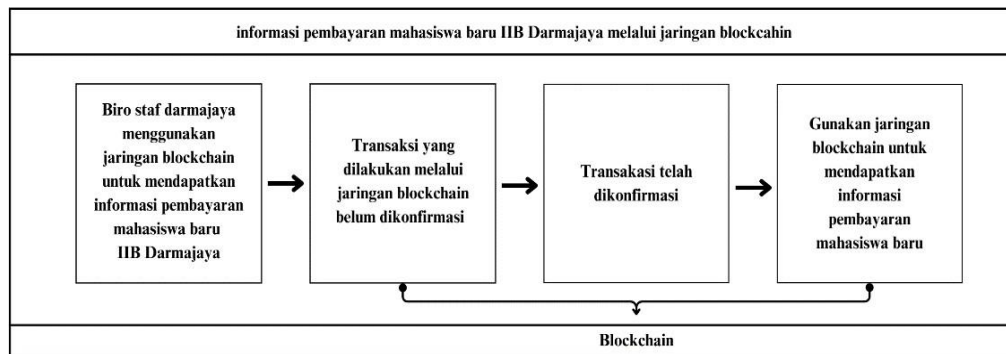 informasi pembayaran mahasiswa baru IIB Darmajaya melalui jaringan blockcahin
Biro staf darmajaya
menggunakan
jaringan blockchain
untuk mendapatkan
informasi pembayaran
mahasiswa baru
IIB Darmajaya
Transaksi yang
dilakukan melalui
jaringan blockchain
belum dikonfirmasi
Transakasi telah
dikonfirmasi
Gunakan jaringan
blockchain untuk
mendapatkan
informasi
pembayaran
mahasiswa baru
Blockchain